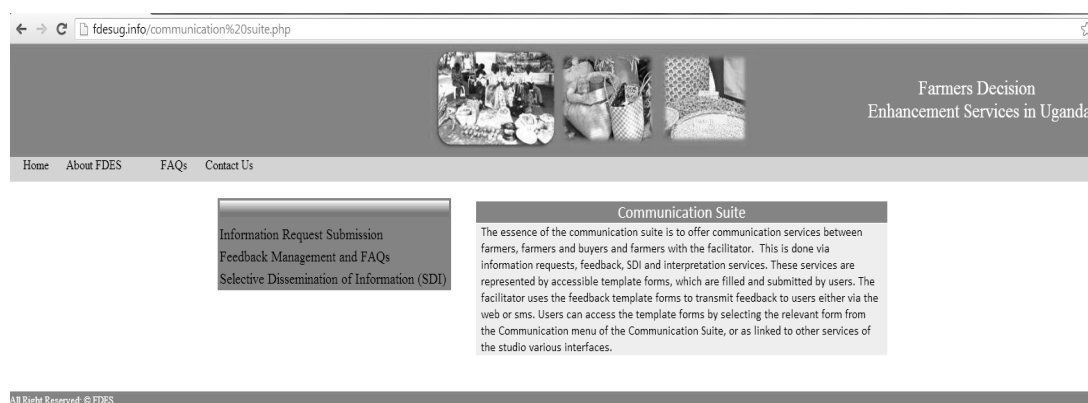 fdesug.info/communication%20suite.php
Farmers Decision
Enhancement Services in Uganda
Home About FDES FAQs Contact Us
Information Request Submission
Feedback Management and FAQs
Selective Dissemination of Information (SDI)
Communication Suite
The essence of the communication suite is to offer communication services between
farmers, farmers and buyers and farmers with the facilitator. This is done via
information requests, feedback, SDI and interpretation services. These services are
represented by accessible template forms, which are filled and submitted by users. The
facilitator uses the feedback template forms to transmit feedback to users either via the
web or sms. Users can access the template forms by selecting the relevant form from
the Communication menu of the Communication Suite, or as linked to other services of
the studio various interfaces.
All Right Reserved: © FDES